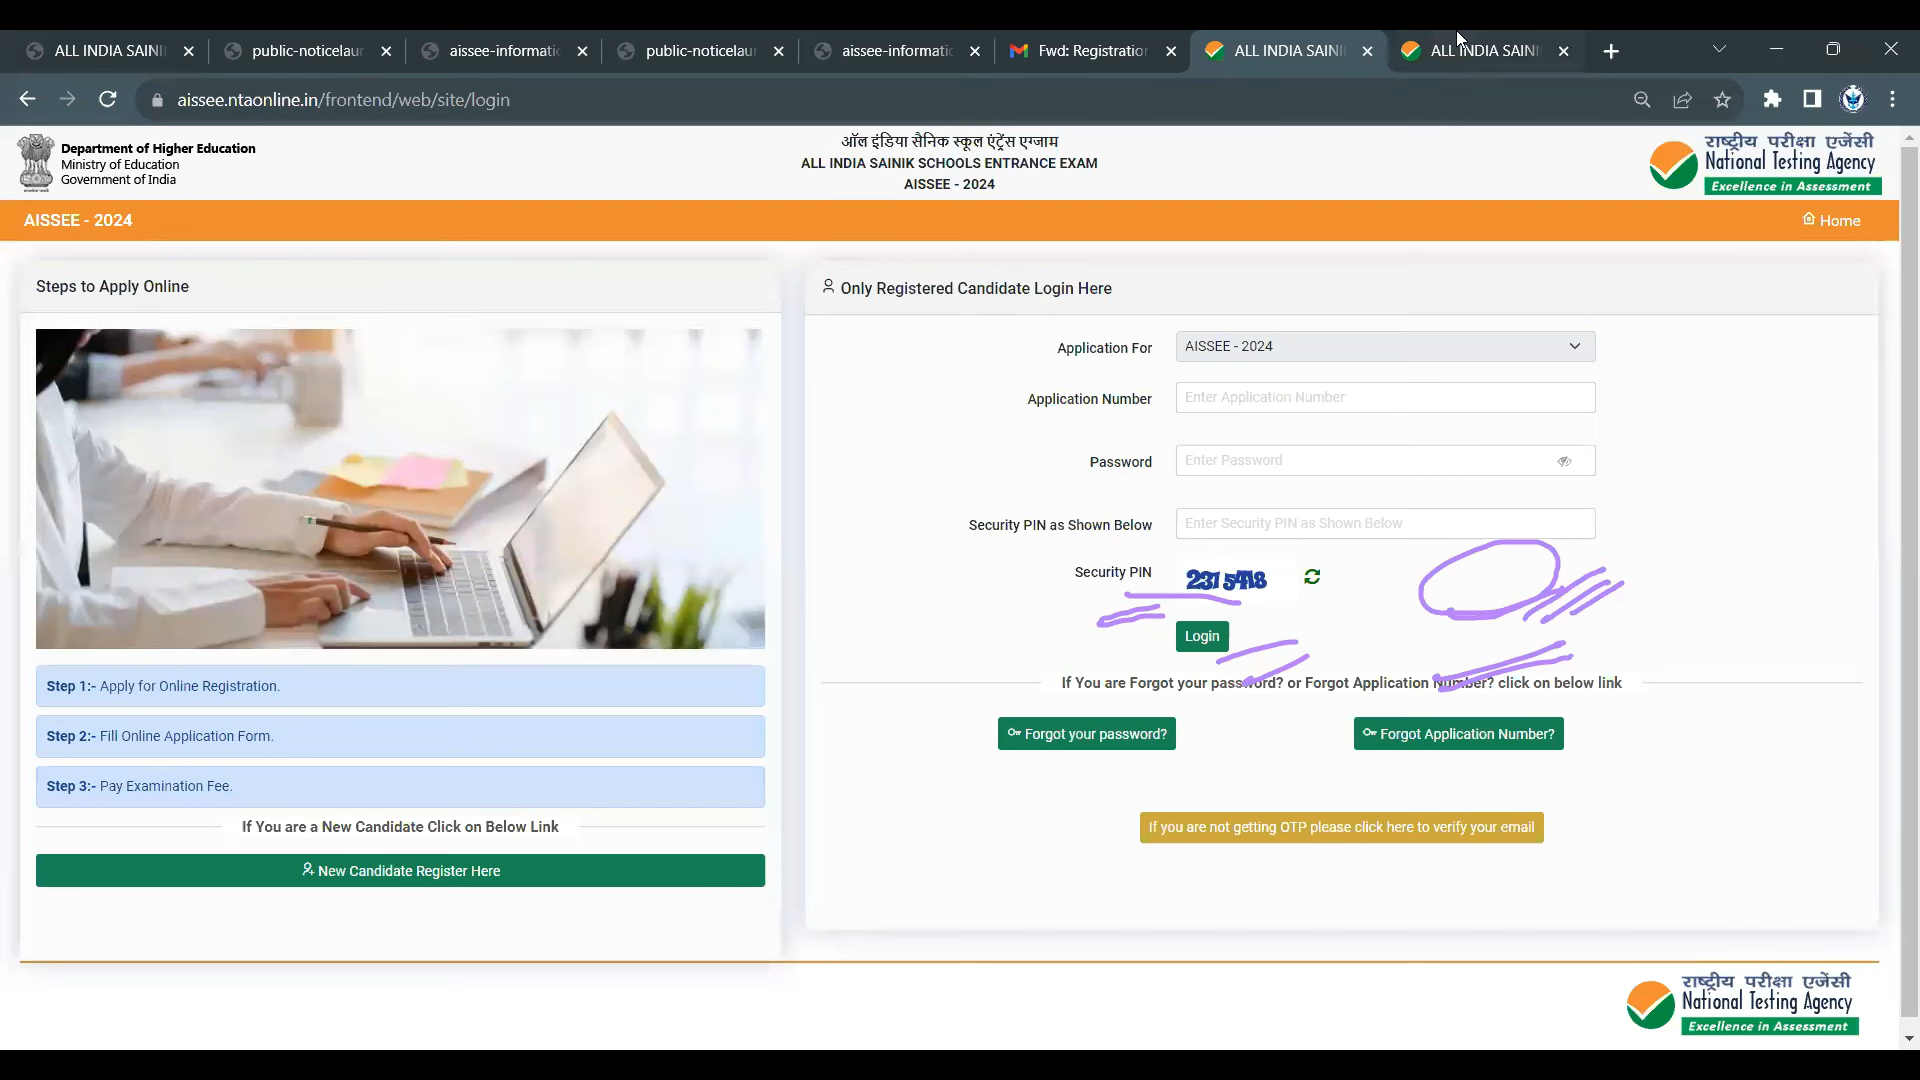 ALL INDIA SAINI
public-noticelaur
aissee-informatic
public-noticelaur
aissee-informatic
Fwd: Registration
ALL INDIA SAINI
ALL INDIA SAINI
aissee.ntaonline.in/frontend/web/site/login
Department of Higher Education
Ministry of Education
Government of India
ऑल इंडिया सैनिक स्कूल एंट्रेंस एग्जाम
ALL INDIA SAINIK SCHOOLS ENTRANCE EXAM
AISSEE - 2024
राष्ट्रीय परीक्षा एजेंसी
National Testing Agency
Excellence in Assessment
AISSEE - 2024
Home
Steps to Apply Online
Step 1:- Apply for Online Registration.
Step 2:- Fill Online Application Form.
Step 3:- Pay Examination Fee.
If You are a New Candidate Click on Below Link
New Candidate Register Here
Only Registered Candidate Login Here
Application For
AISSEE - 2024
Application Number
Enter Application Number
Password
Enter Password
Security PIN as Shown Below
Enter Security PIN as Shown Below
Security PIN
Login
If You are Forgot your password? or Forgot Application Number? click on below link
Forgot your password?
Forgot Application Number?
If you are not getting OTP please click here to verify your email
राष्ट्रीय परीक्षा एजेंसी
National Testing Agency
Excellence in Assessment